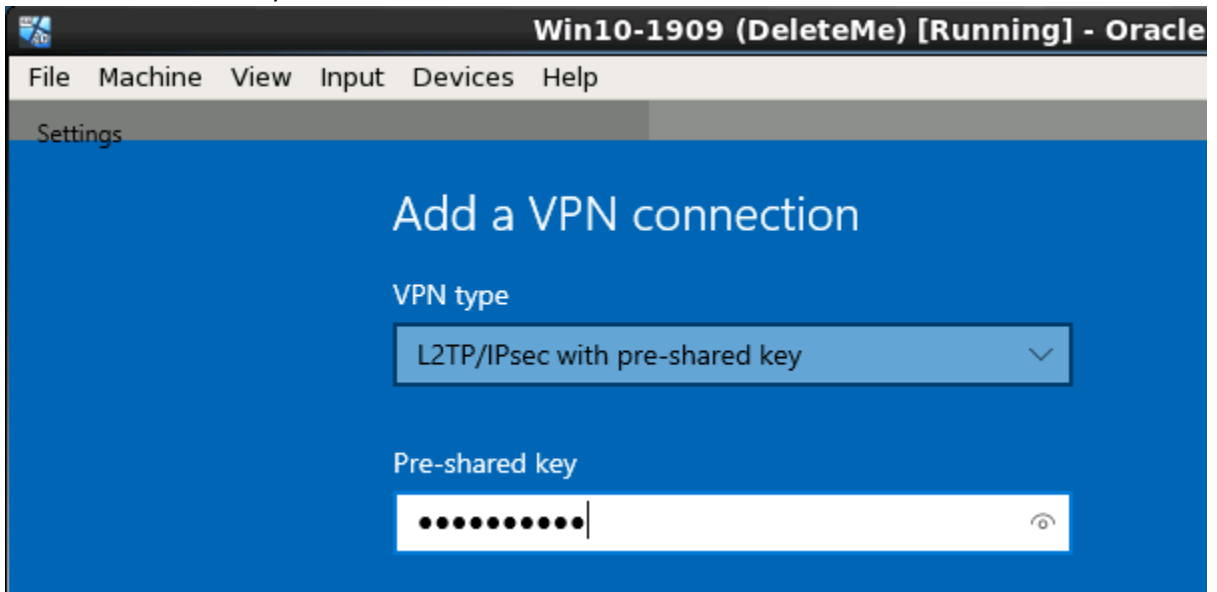 Win10-1909 (DeleteMe) [Running] - Oracle
File Machine View Input Devices Help
Settings
Add a VPN connection
VPN type
L2TP/IPsec with pre-shared key
Pre-shared key
••••••••••